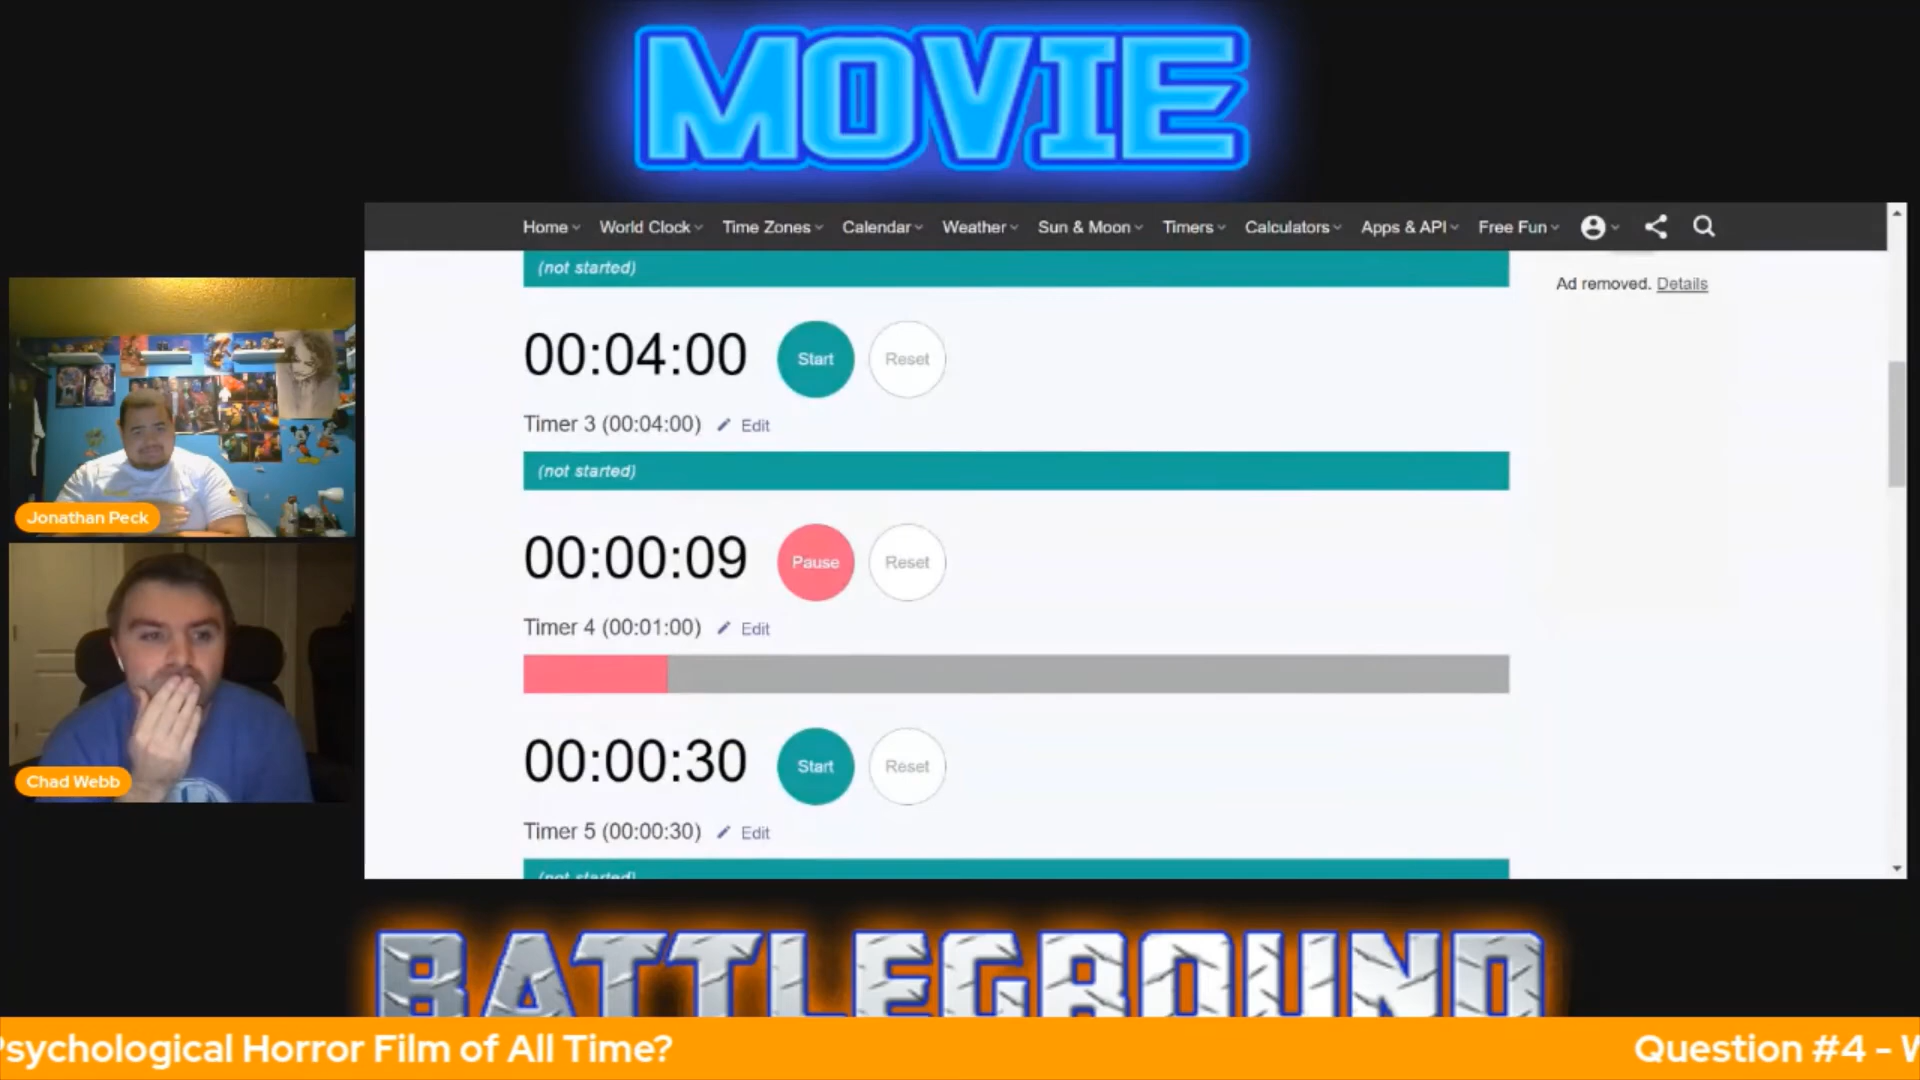 MOVIE
Home World Clock Time Zones Calendar Weather Sun & Moon Timers Calculators Apps & API Free Fun
(not started)
Ad removed. Details
00:04:00 Start Reset
Timer 3 (00:04:00) Edit
(not started)
00:00:09 Pause Reset
Timer 4 (00:01:00) Edit
00:00:30 Start Reset
Timer 5 (00:00:30) Edit
(not started)
Jonathan Peck
Chad Webb
BATTLEGROUND
Psychological Horror Film of All Time? Question #4 - W